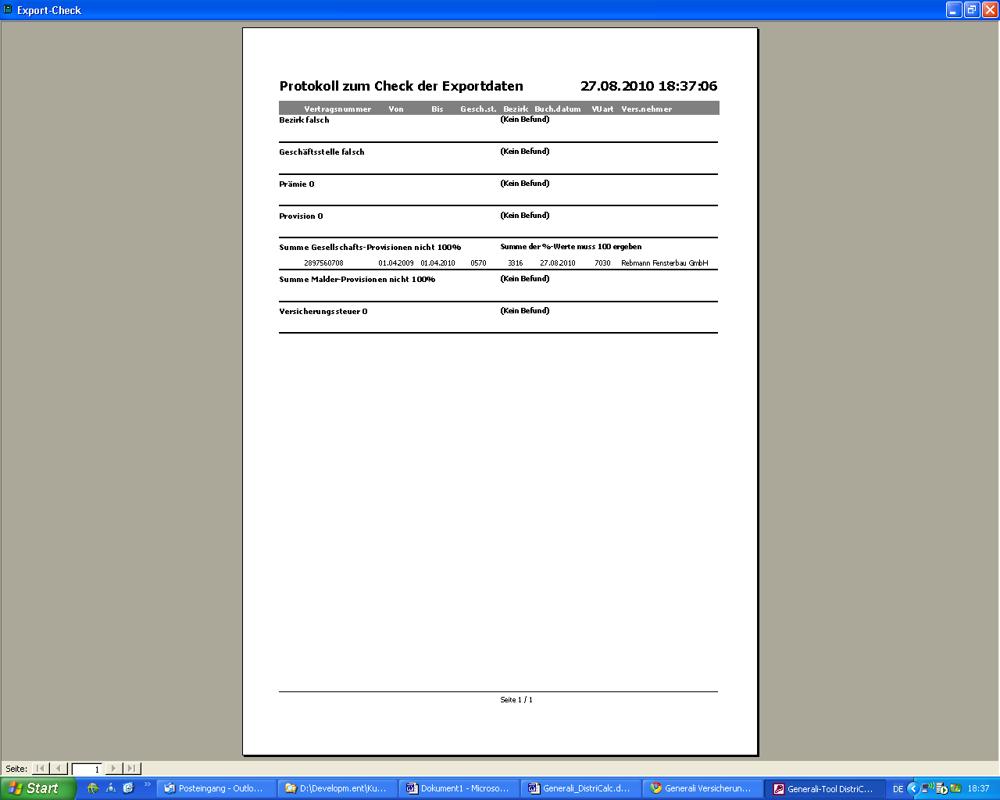 Export-Check
Protokoll zum Check der Exportdaten 27.08.2010 18:37:06
Vertragsnummer Von Bis Gesch.st. Bezirk Buch.datum VUart Vers.nehmer
Bezirk falsch (Kein Befund)
Geschäftsstelle falsch (Kein Befund)
Prämie 0 (Kein Befund)
Provision 0 (Kein Befund)
Summe Gesellschafts-Provisionen nicht 100% Summe der %-Werte muss 100 ergeben
2897560708 01.04.2009 01.04.2010 0570 3316 27.08.2010 7030 Rebmann Fensterbau GmbH
Summe Makler-Provisionen nicht 100% (Kein Befund)
Versicherungssteuer 0 (Kein Befund)
Seite 1 / 1
Seite: 1
Start Posteingang - Outlo... D:\Developm.ent\Ku... Dokument1 - Microso... Generali_DistriCalc.d... Generali Versicherun... Generali-Tool DistriC... DE 18:37